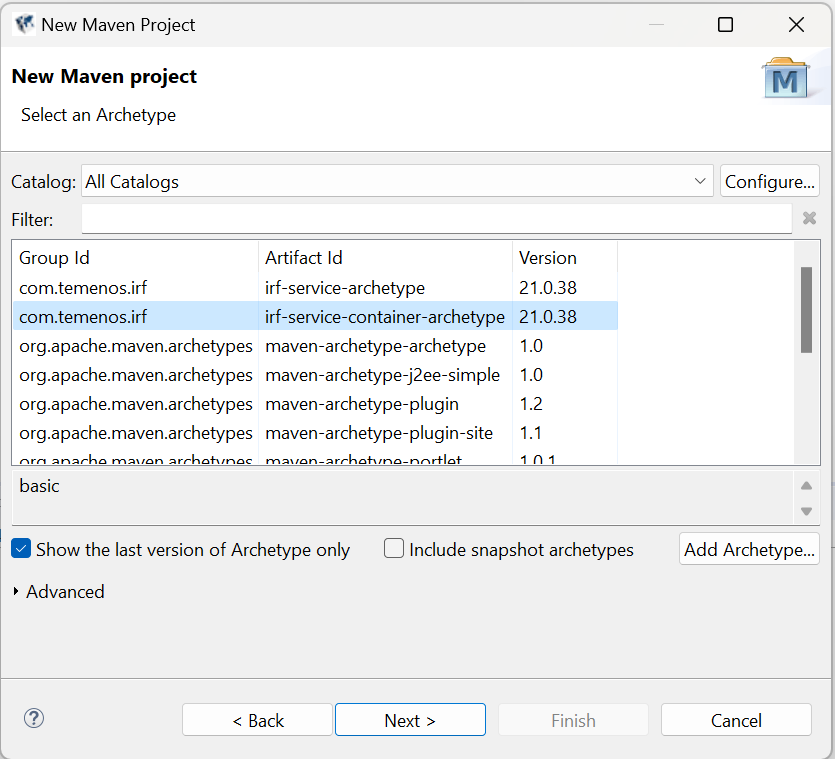 New Maven Project
New Maven project
M
Select an Archetype
Catalog: All Catalogs Configure...
Filter:
Group Id Artifact Id Version
com.temenos.irf irf-service-archetype 21.0.38
com.temenos.irf irf-service-container-archetype 21.0.38
org.apache.maven.archetypes maven-archetype-archetype 1.0
org.apache.maven.archetypes maven-archetype-j2ee-simple 1.0
org.apache.maven.archetypes maven-archetype-plugin 1.2
org.apache.maven.archetypes maven-archetype-plugin-site 1.1
org.apache.maven.archetypes maven-archetype-portlet 1.0.1
basic
Show the last version of Archetype only Include snapshot archetypes Add Archetype...
Advanced
? < Back Next > Finish Cancel